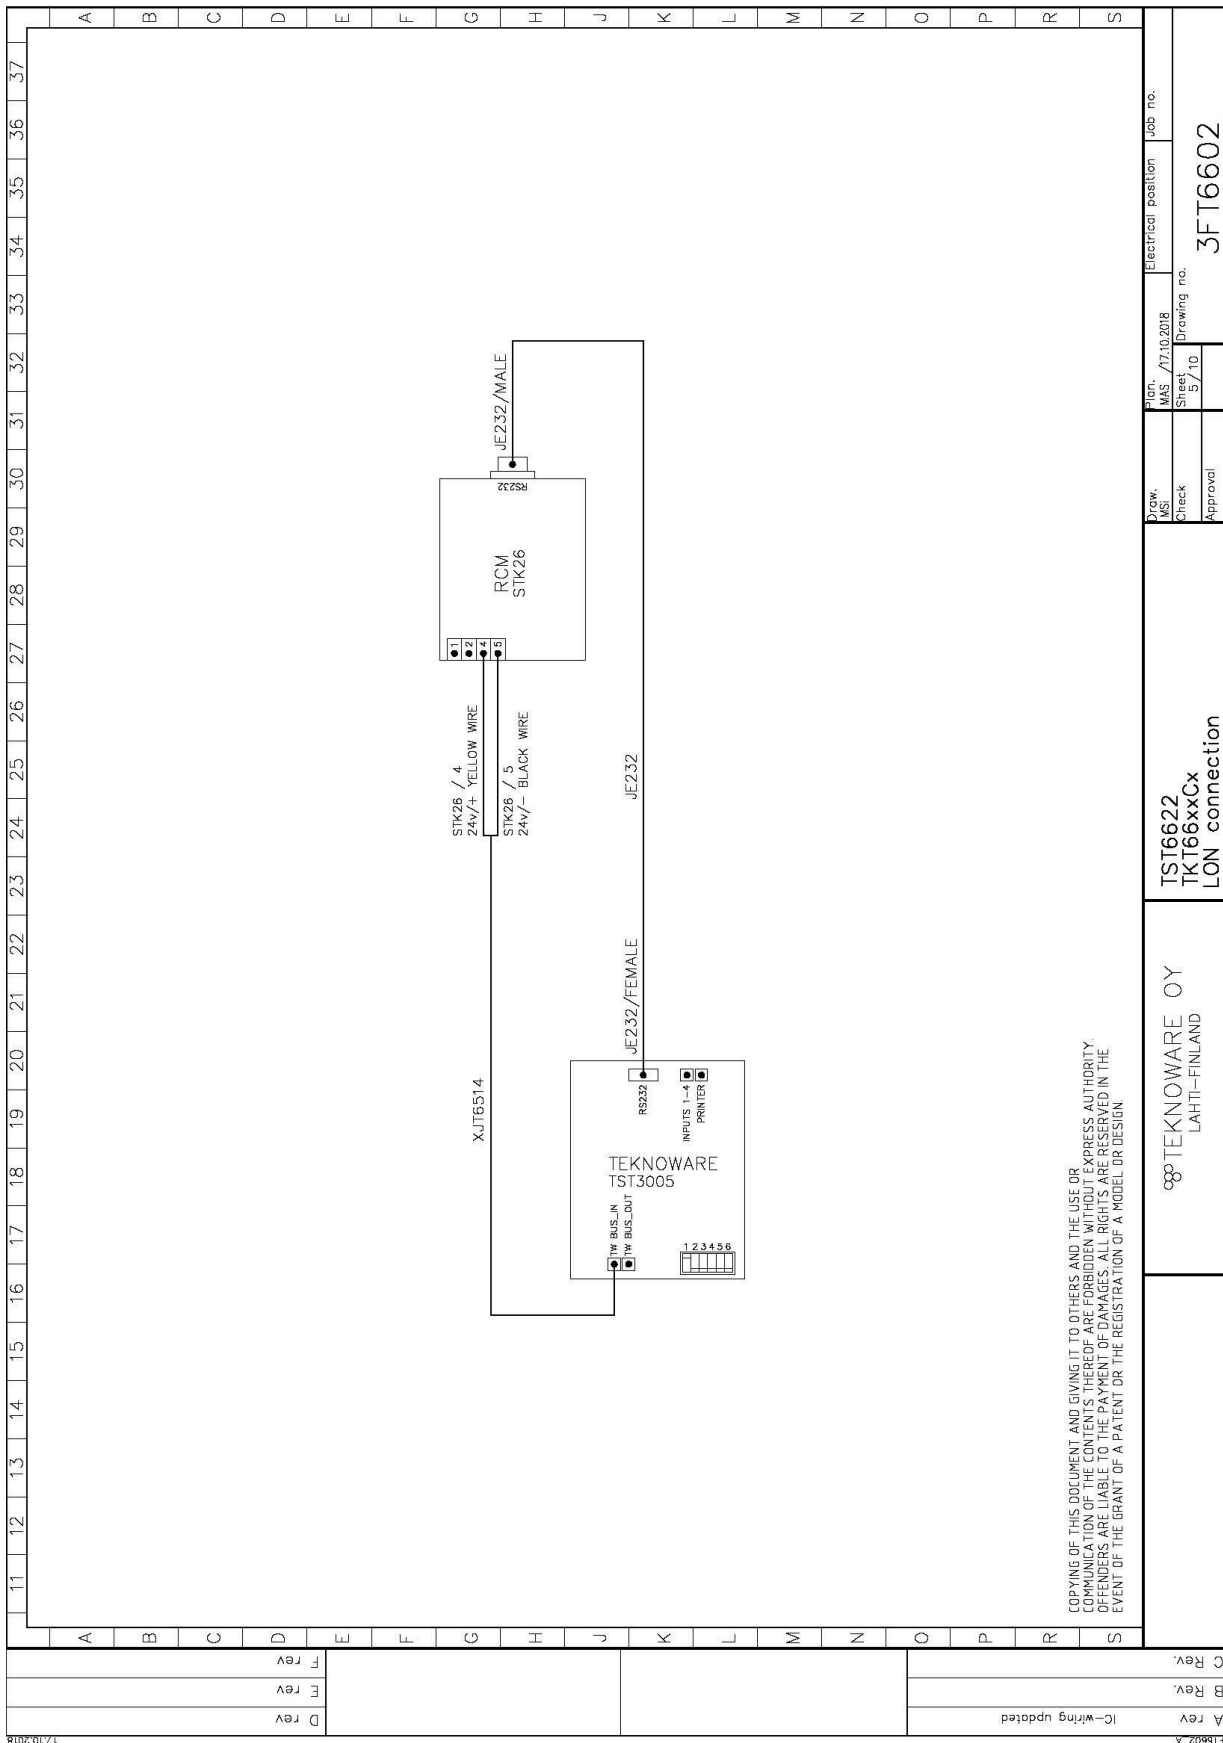 11 12 13 14 15 16 17 18 19 20 21 22 23 24 25 26 27 28 29 30 31 32 33 34 35 36 37
A
B
C
D
E
F
G
H
J
K
L
M
N
O
P
R
S
A
B
C
D
E
F
G
H
J
K
L
M
N
O
P
R
S
XJT6514
STK26 / 4
24v/+ YELLOW WIRE
STK26 / 5
24v/- BLACK WIRE
1
2
4
5
RCM
STK26
RS232
JE232/MALE
TW BUS_IN
TW BUS_OUT
TEKNOWARE
TST3005
1 2 3 4 5 6
RS232
INPUTS 1-4
PRINTER
JE232/FEMALE
JE232
COPYING OF THIS DOCUMENT AND GIVING IT TO OTHERS AND THE USE OR
COMMUNICATION OF THE CONTENTS THEREOF ARE FORBIDDEN WITHOUT EXPRESS AUTHORITY.
OFFENDERS ARE LIABLE TO THE PAYMENT OF DAMAGES. ALL RIGHTS ARE RESERVED IN THE
EVENT OF THE GRANT OF A PATENT OR THE REGISTRATION OF A MODEL OR DESIGN.
TEKNOWARE OY
LAHTI-FINLAND
TST6622
TKT66xxCx
LON connection
Draw.
MSi
Check
Approval
Plan.
MAS /17.10.2018
Sheet
5/10
Electrical position
Job no.
Drawing no.
3FT6602
A rev IC-wiring updated
B Rev.
C Rev.
D rev
E rev
F rev
17.10.2018